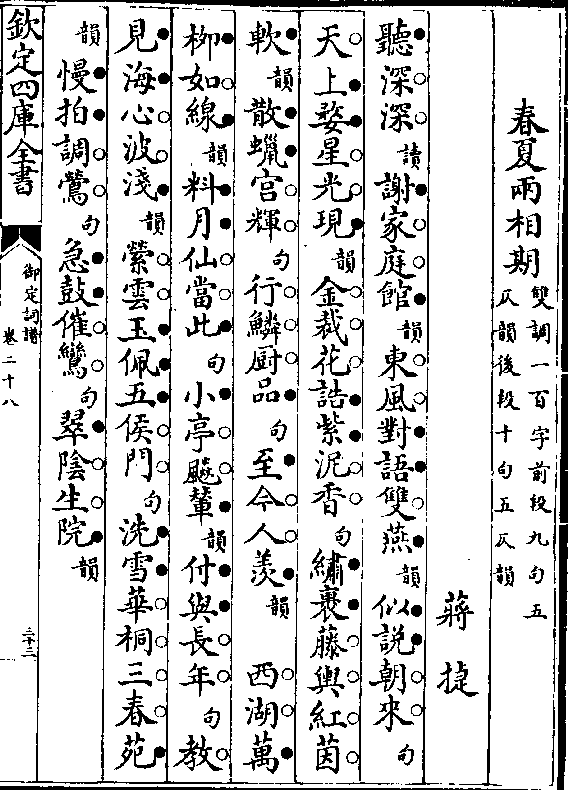 春夏兩相期 雙調一百字前段九句五仄韻後段十句五仄韻
蔣捷
聽深深讀謝家庭館韻東風對語雙燕韻似說朝來句
天上婺星光現韻金裁花誥紫泥香句繡裹藤輿紅茵
軟韻散蠟宫輝句行鱗厨品句至今人羨韻 西湖萬
柳如線韻料月仙當此句小亭飈輦韻付與長年句教
見海心波淺韻縈雲玉佩五侯門句洗雪華桐三春苑
韻慢拍調鶯句急鼓催鸞句翠陰生院韻
欽定四庫全書
御定詞譜
卷二十八
三十三